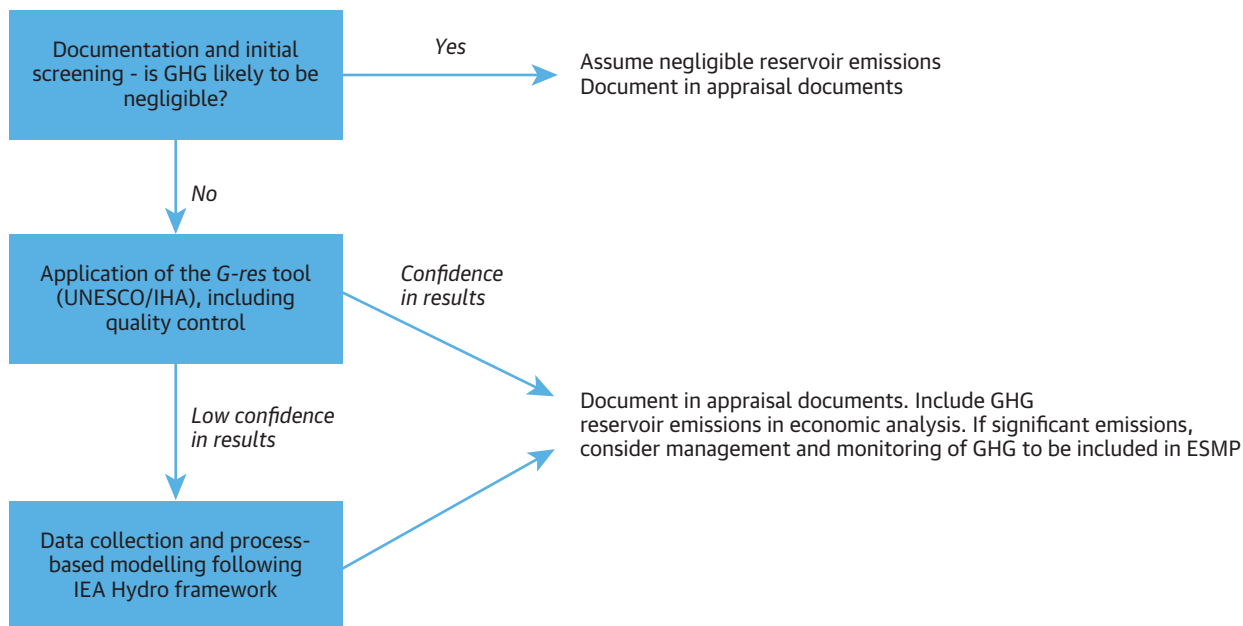 Documentation and initial
screening - is GHG likely to be
negligible?
Yes
Assume negligible reservoir emissions
Document in appraisal documents
No
Application of the G-res tool
(UNESCO/IHA), including
quality control
Confidence
in results
Low confidence
in results
Document in appraisal documents. Include GHG
reservoir emissions in economic analysis. If significant emissions,
consider management and monitoring of GHG to be included in ESMP
Data collection and process-
based modelling following
IEA Hydro framework